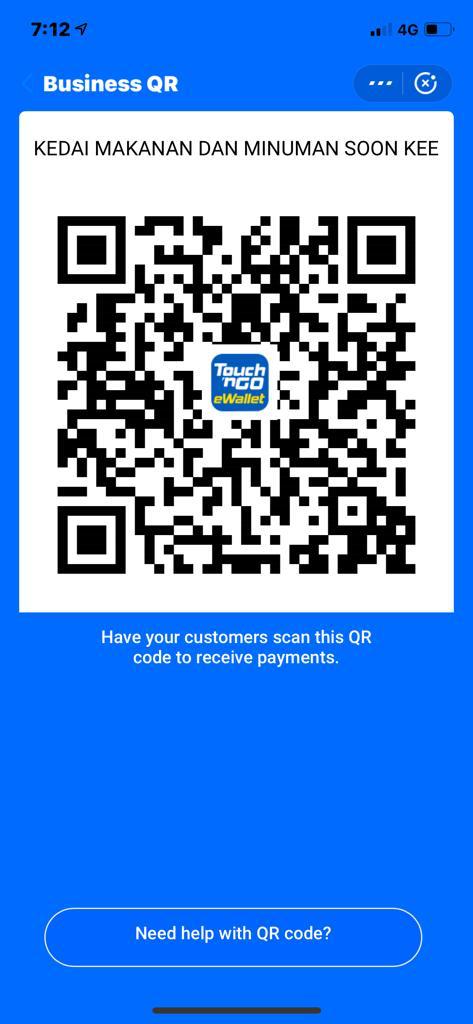 7:12
4G
Business QR
KEDAI MAKANAN DAN MINUMAN SOON KEE
Touch
'nGO
eWallet
Have your customers scan this QR
code to receive payments.
Need help with QR code?